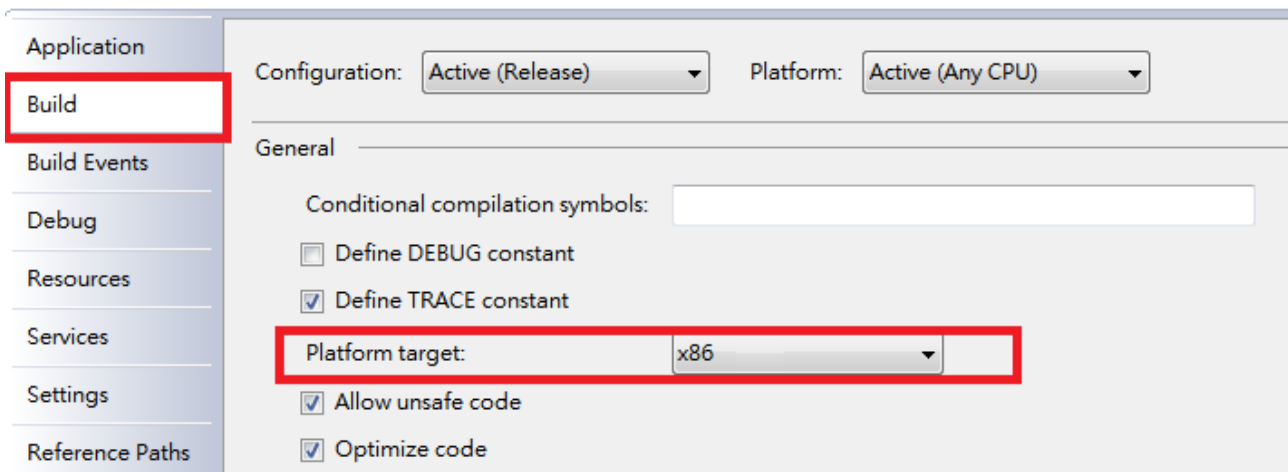 Application
Build
Build Events
Debug
Resources
Services
Settings
Reference Paths
Configuration: Active (Release) Platform: Active (Any CPU)
General
Conditional compilation symbols:
Define DEBUG constant
Define TRACE constant
Platform target: x86
Allow unsafe code
Optimize code